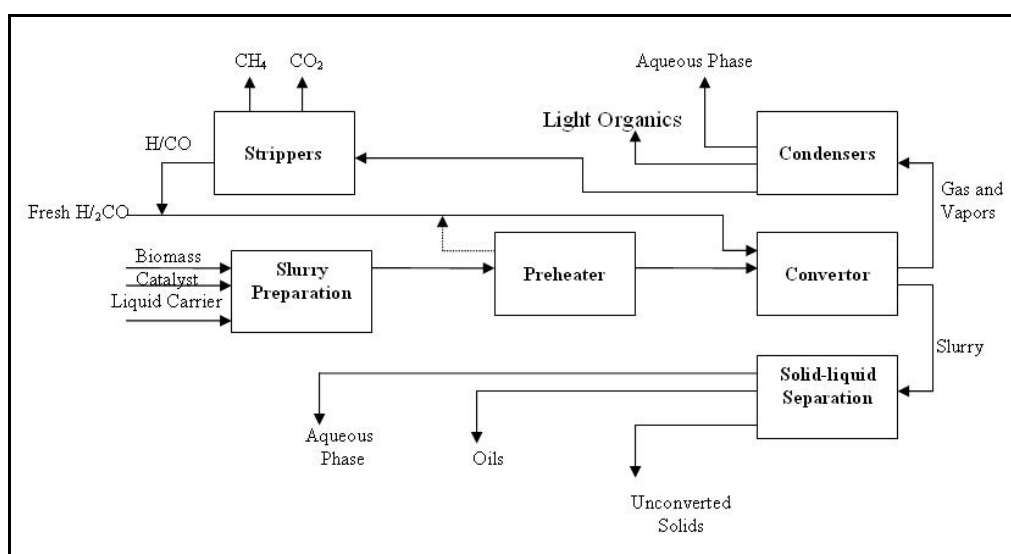 CH₄
CO₂
Aqueous Phase
Light Organics
H/CO
Strippers
Condensers
Gas and
Vapors
Fresh H/₂CO
Biomass
Catalyst
Liquid Carrier
Slurry
Preparation
Preheater
Convertor
Slurry
Solid-liquid
Separation
Aqueous
Phase
Oils
Unconverted
Solids